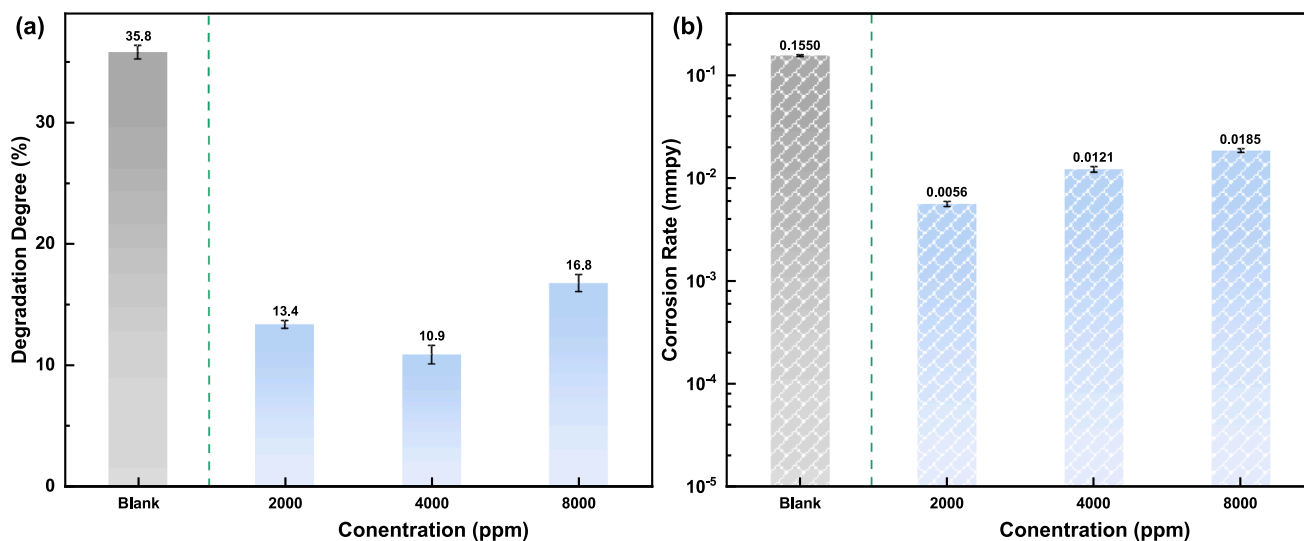 (a)
35.8
13.4
10.9
16.8
30
20
10
0
Degradation Degree (%)
Blank
2000
4000
8000
Conentration (ppm)
(b)
0.1550
0.0056
0.0121
0.0185
10⁻¹
10⁻²
10⁻³
10⁻⁴
10⁻⁵
Corrosion Rate (mmpy)
Blank
2000
4000
8000
Conentration (ppm)